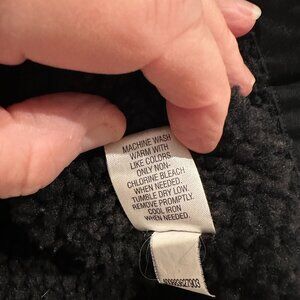 MACHINE WASH
WARM WITH
LIKE COLORS
ONLY NON-
CHLORINE BLEACH
WHEN NEEDED.
TUMBLE DRY LOW.
REMOVE PROMPTLY.
COOL IRON
WHEN NEEDED.